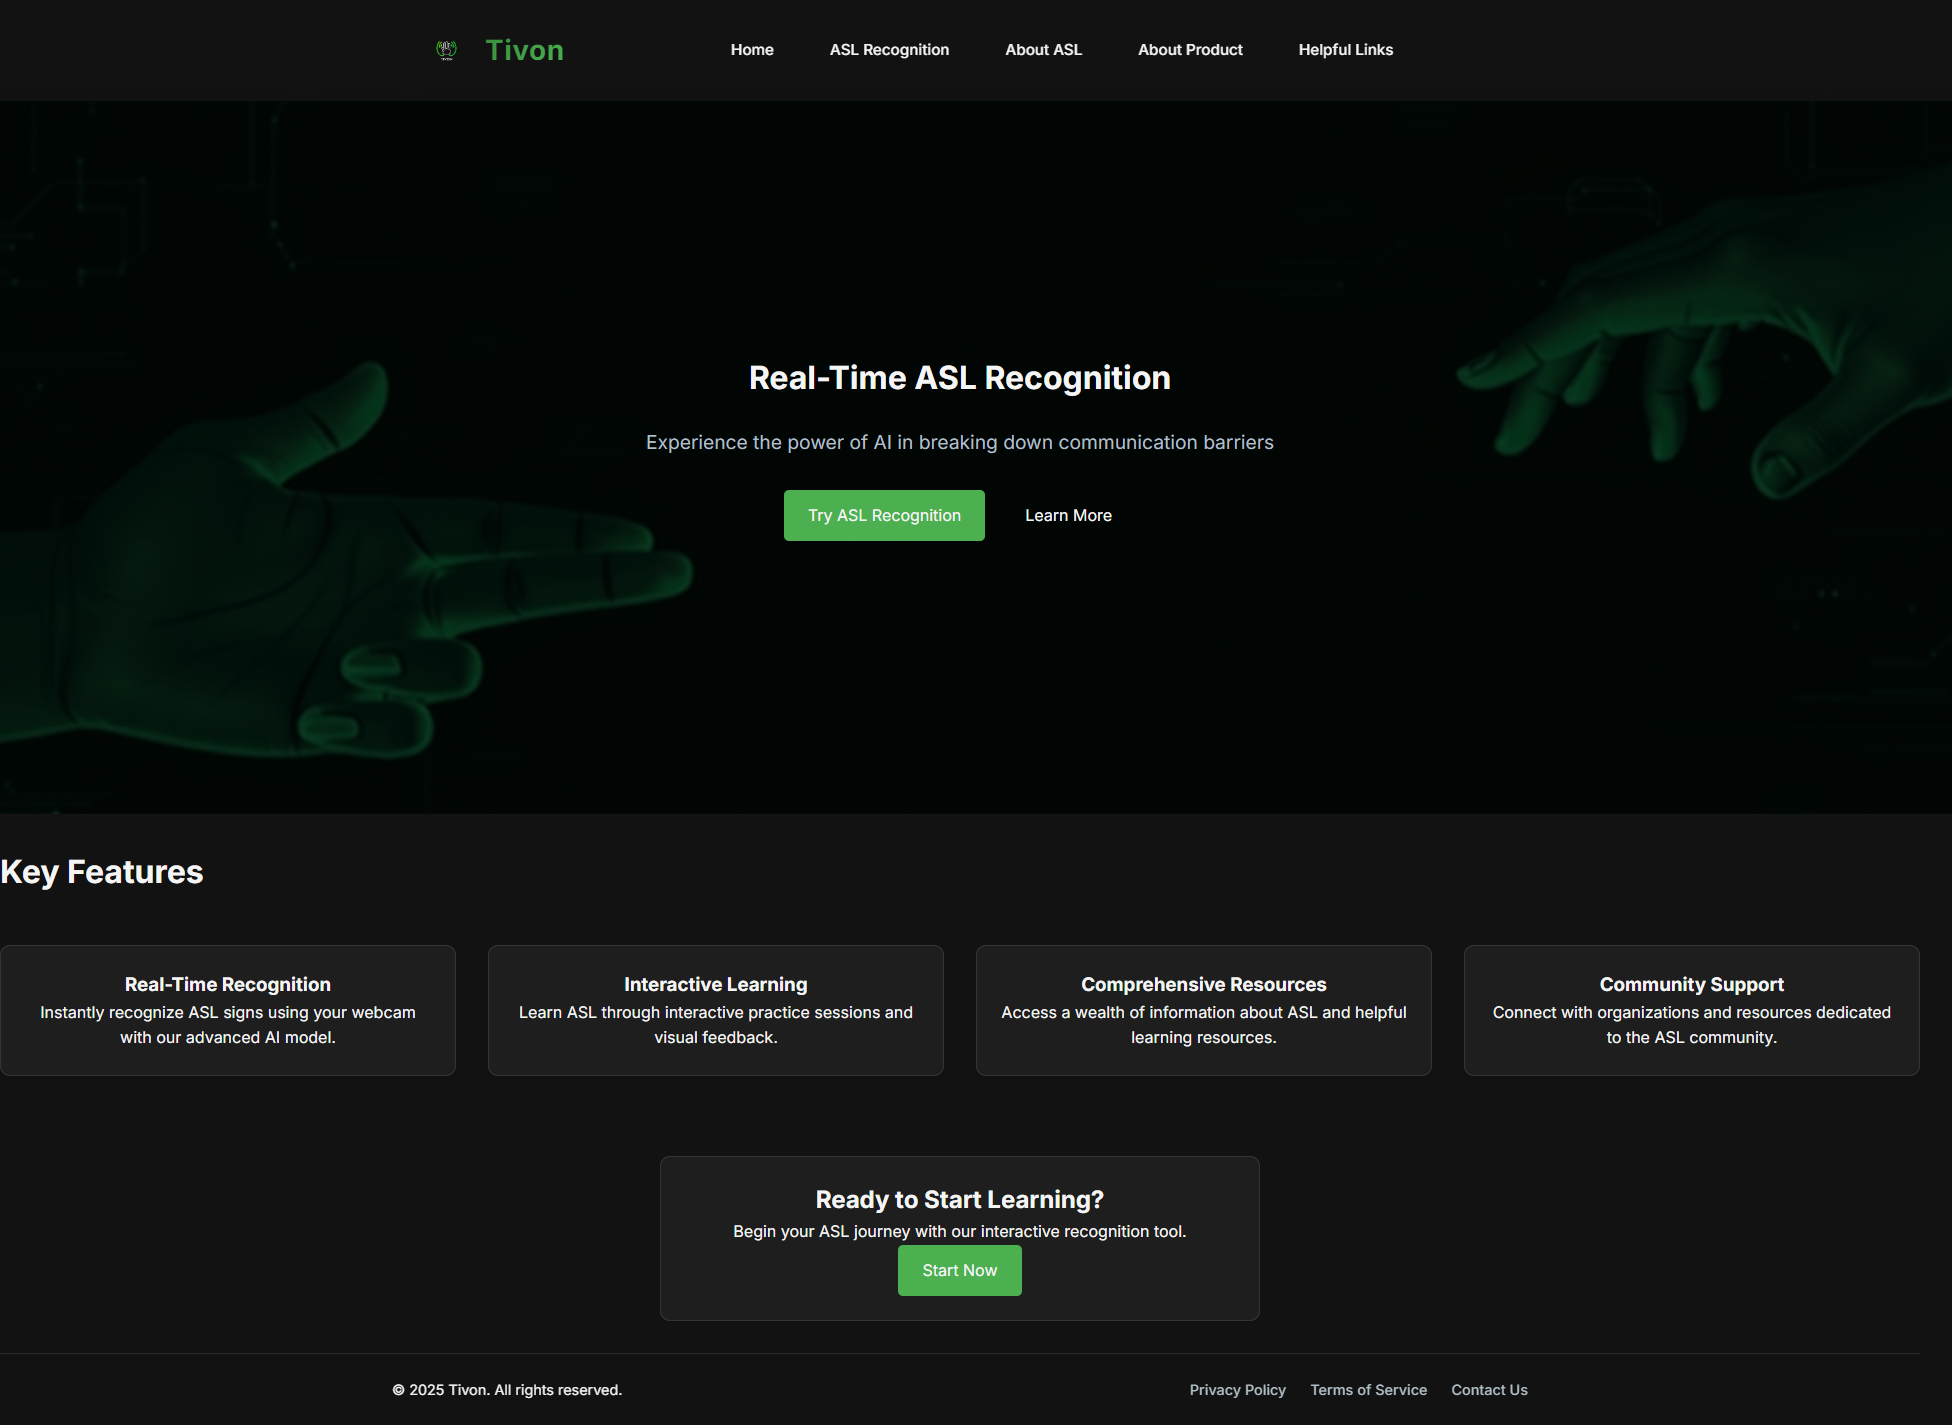 Tivon
Home
ASL Recognition
About ASL
About Product
Helpful Links
Real-Time ASL Recognition
Experience the power of AI in breaking down communication barriers
Try ASL Recognition
Learn More
Key Features
Real-Time Recognition
Instantly recognize ASL signs using your webcam
with our advanced AI model.
Interactive Learning
Learn ASL through interactive practice sessions and
visual feedback.
Comprehensive Resources
Access a wealth of information about ASL and helpful
learning resources.
Community Support
Connect with organizations and resources dedicated
to the ASL community.
Ready to Start Learning?
Begin your ASL journey with our interactive recognition tool.
Start Now
© 2025 Tivon. All rights reserved.
Privacy Policy
Terms of Service
Contact Us